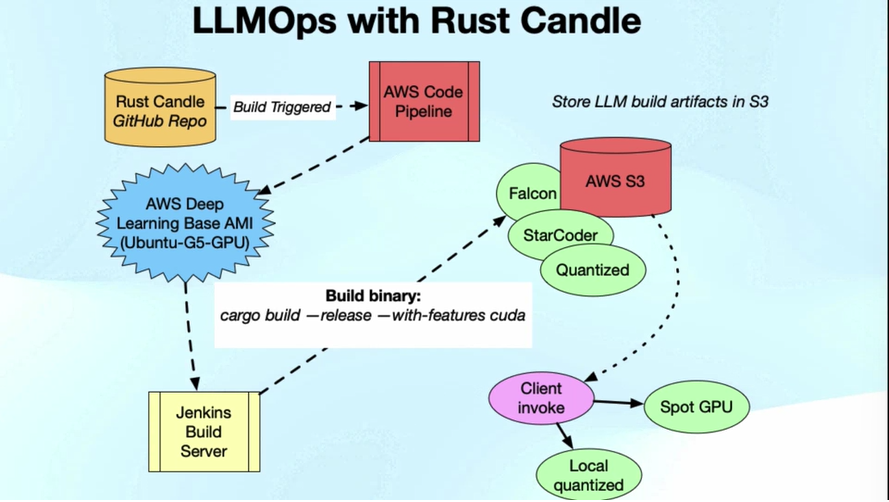 LLMOps with Rust Candle
Rust Candle
GitHub Repo
Build Triggered
AWS Code
Pipeline
Store LLM build artifacts in S3
AWS Deep
Learning Base AMI
(Ubuntu-G5-GPU)
Falcon
AWS S3
StarCoder
Quantized
Build binary:
cargo build —release —with-features cuda
Jenkins
Build
Server
Client
invoke
Spot GPU
Local
quantized